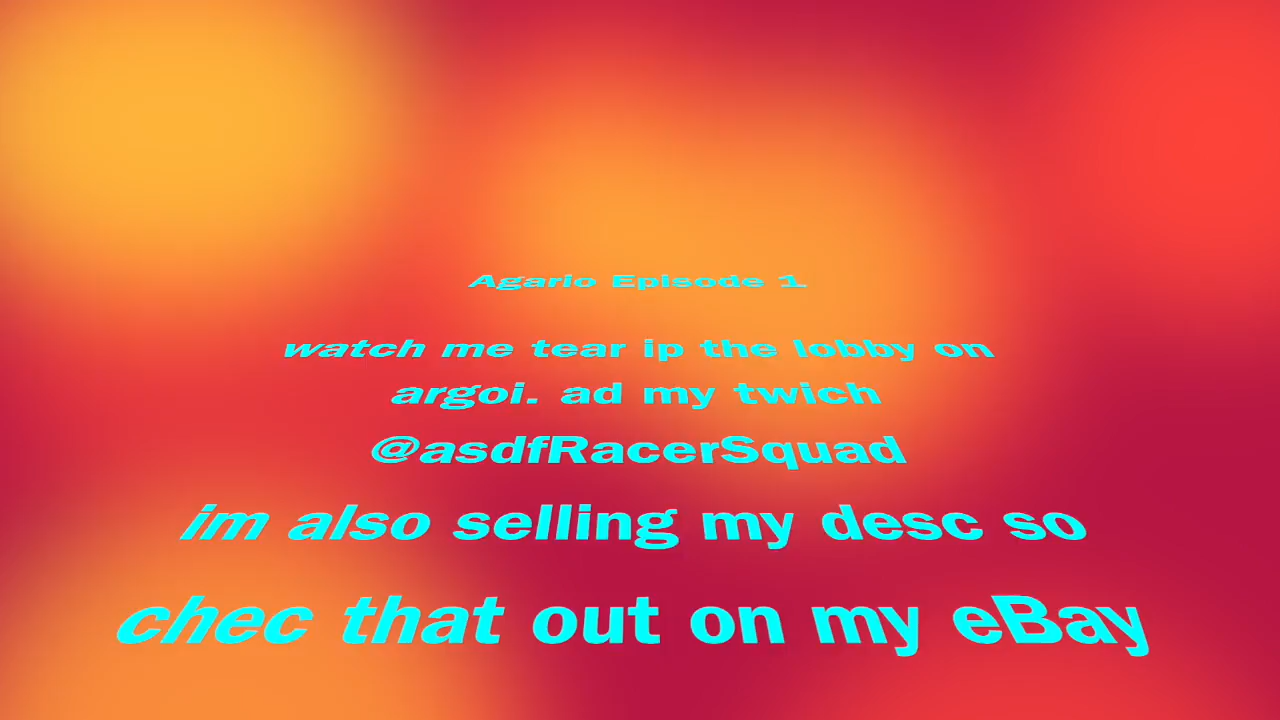 Agario Episode 1
watch me tear ip the lobby on
argoi. ad my twich
@asdfRacerSquad
im also selling my desc so
chec that out on my eBay